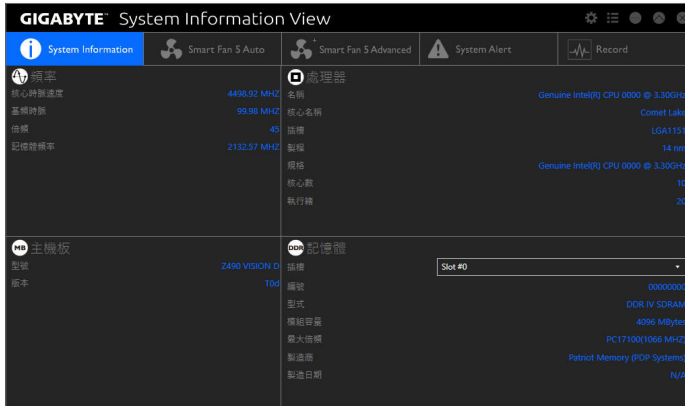 GIGABYTE™ System Information View
System Information
Smart Fan 5 Auto
Smart Fan 5 Advanced
System Alert
Record
頻率
核心時脈速度 4498.92 MHZ
基頻時脈 99.98 MHZ
倍頻 45
記憶體頻率 2132.57 MHZ
處理器
名稱 Genuine Intel(R) CPU 0000 @ 3.30GHz
核心名稱 Comet Lake
插槽 LGA1151
製程 14 nm
規格 Genuine Intel(R) CPU 0000 @ 3.30GHz
核心數 10
執行緒 20
MB 主機板
型號 Z490 VISION D
版本 T0d
DDR 記憶體
插槽 Slot #0
編號 00000000
型式 DDR IV SDRAM
模組容量 4096 MBytes
最大倍頻 PC17100(1066 MHZ)
製造商 Patriot Memory (PDP Systems)
製造日期 N/A